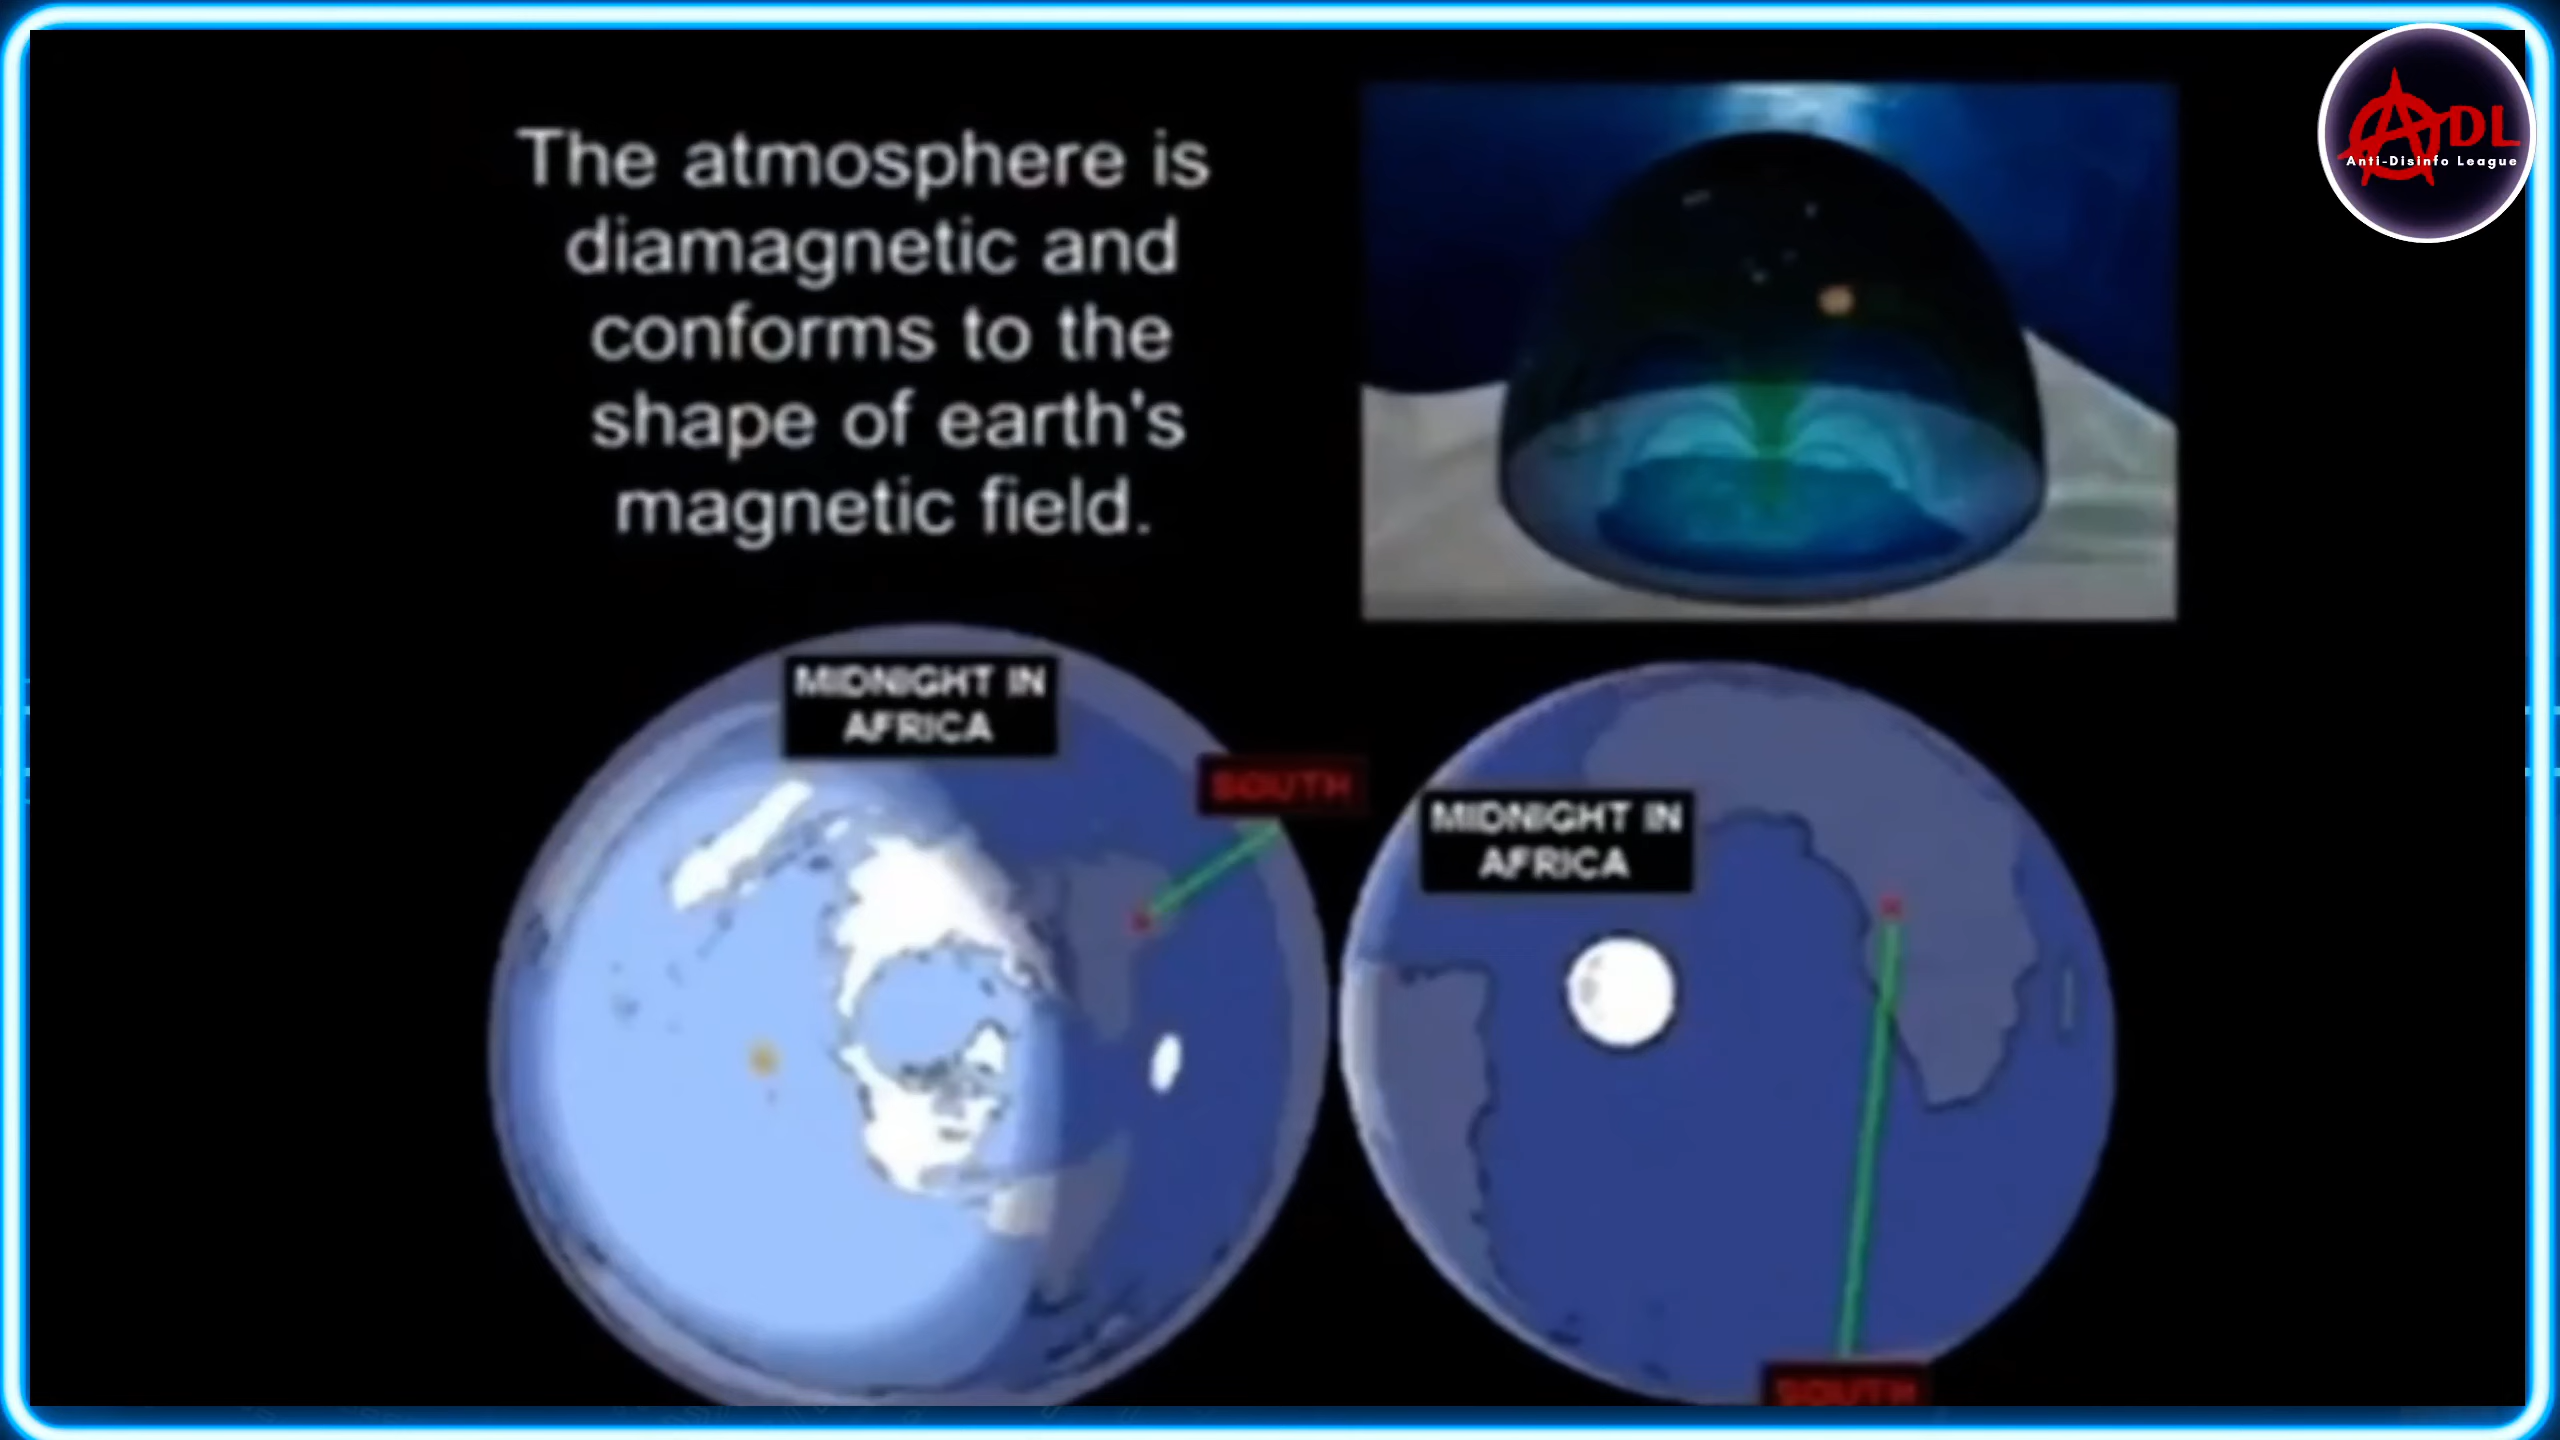 ADL
Anti-Disinfo League
The atmosphere is
diamagnetic and
conforms to the
shape of earth's
magnetic field.
MIDNIGHT IN
AFRICA
SOUTH
MIDNIGHT IN
AFRICA
SOUTH